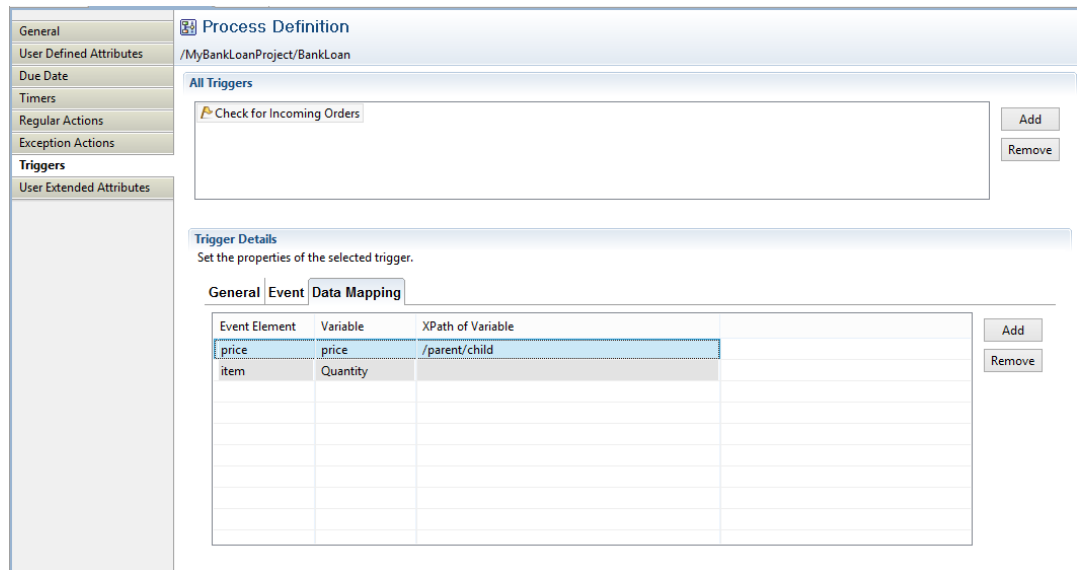 General
User Defined Attributes
Due Date
Timers
Regular Actions
Exception Actions
Triggers
User Extended Attributes
Process Definition
/MyBankLoanProject/BankLoan
All Triggers
Check for Incoming Orders
Add
Remove
Trigger Details
Set the properties of the selected trigger.
General Event Data Mapping
Event Element Variable XPath of Variable
price price /parent/child
item Quantity
Add
Remove